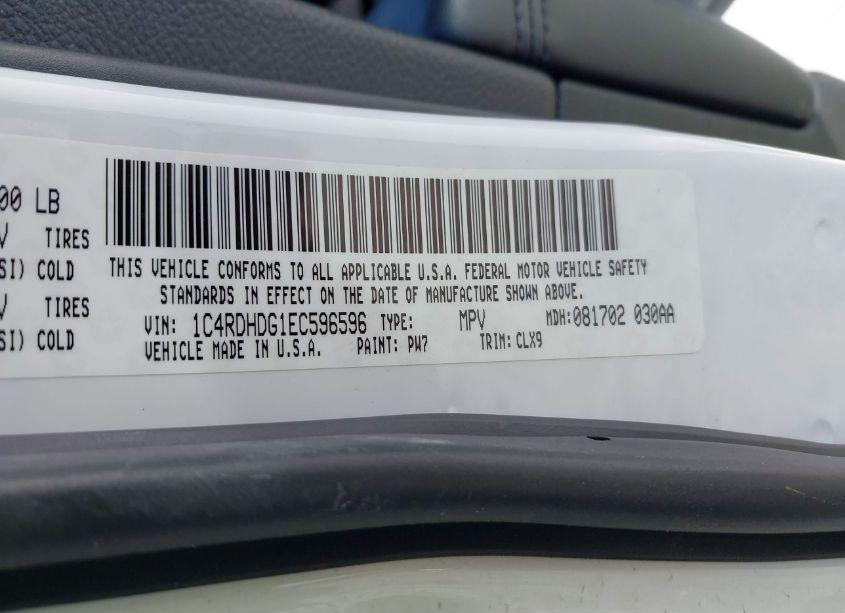 00 LB
TIRES
SI) COLD
TIRES
SI) COLD
THIS VEHICLE CONFORMS TO ALL APPLICABLE U.S.A. FEDERAL MOTOR VEHICLE SAFETY
STANDARDS IN EFFECT ON THE DATE OF MANUFACTURE SHOWN ABOVE.
VIN: 1C4RDHDG1EC596596 TYPE: MPV MDH:081702 030AA
VEHICLE MADE IN U.S.A. PAINT: PW7 TRIM:CLX9